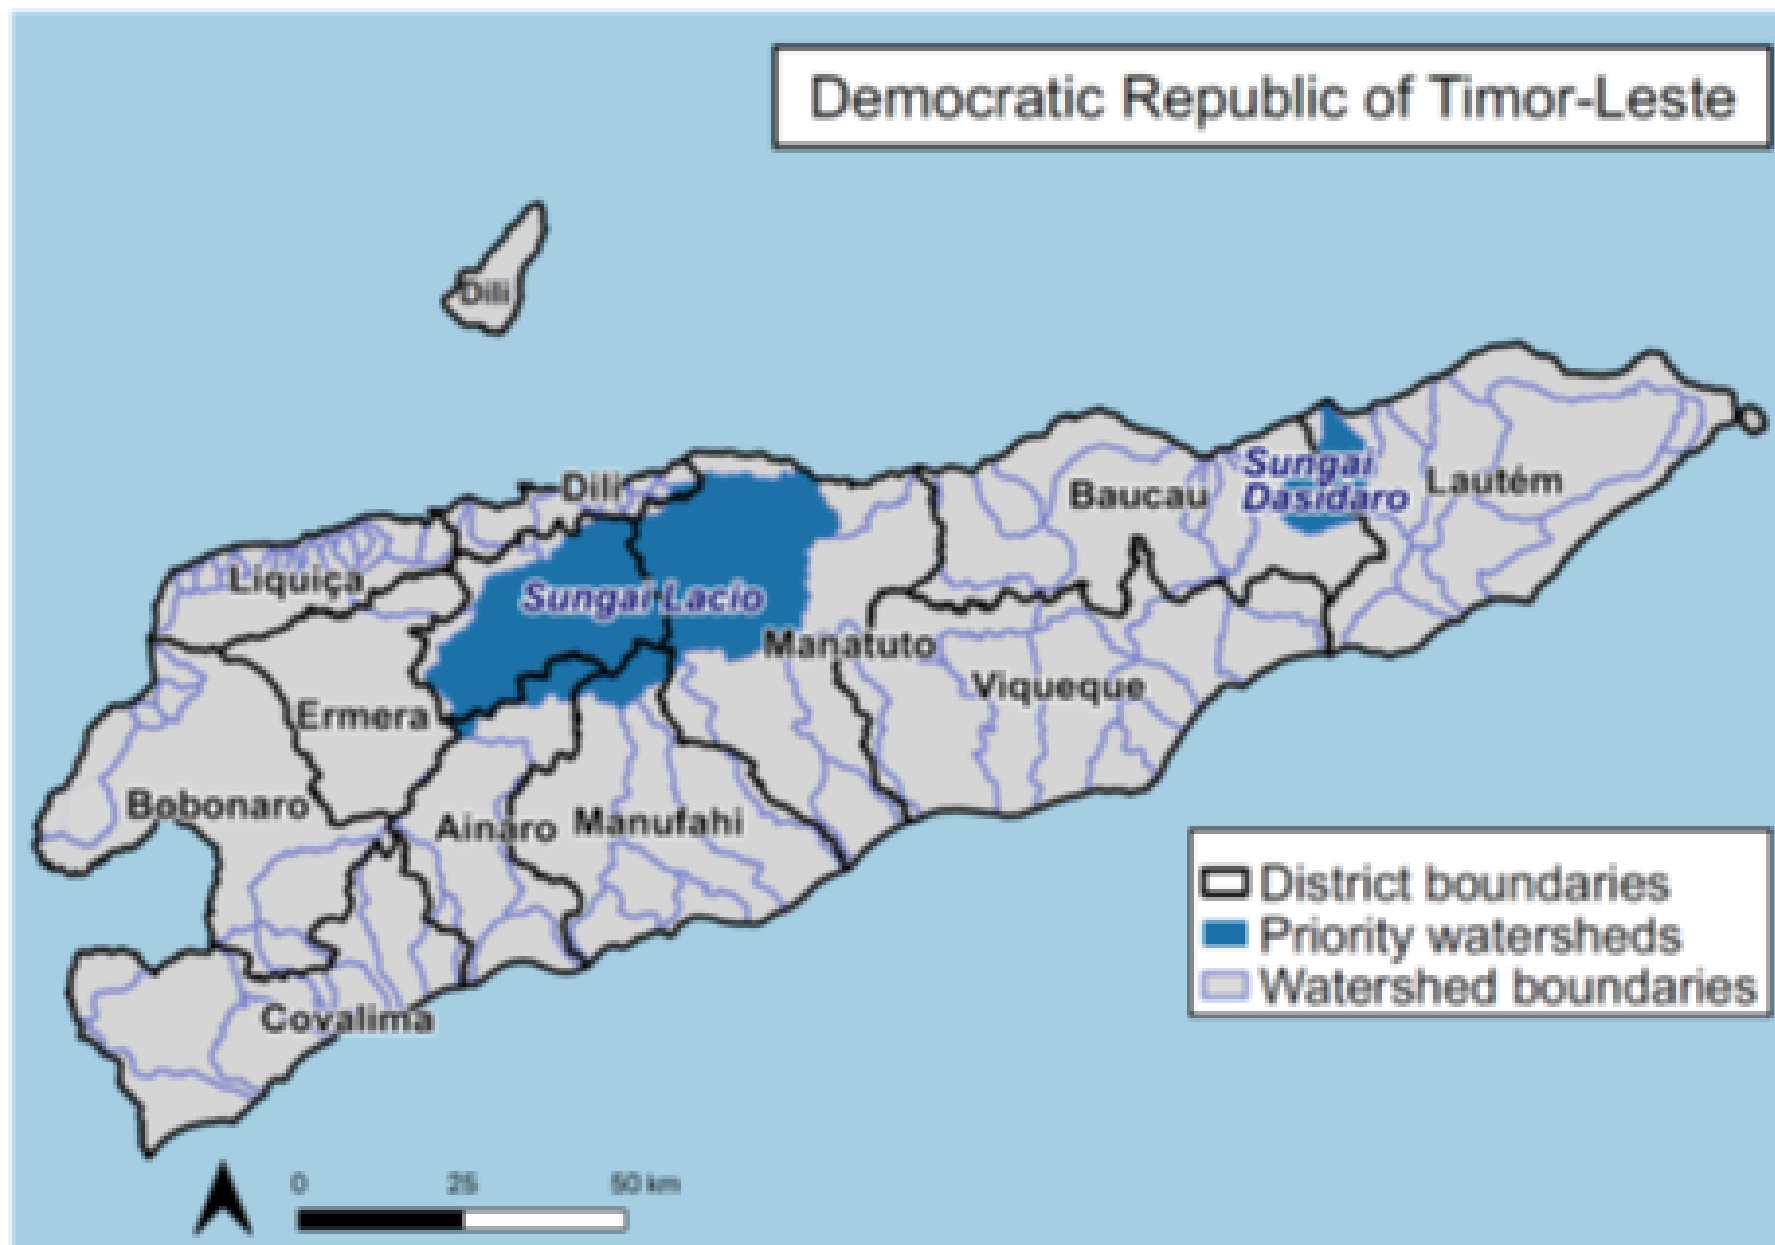 Democratic Republic of Timor-Leste
Dili
Dili
Sungai
Dasidaro
Lautém
Baucau
Liquiça
Sungai Lacio
Manatuto
Viqueque
Ermera
Bobonaro
Ainaro
Manufahi
Covalima
District boundaries
Priority watersheds
Watershed boundaries
0 25 50 km